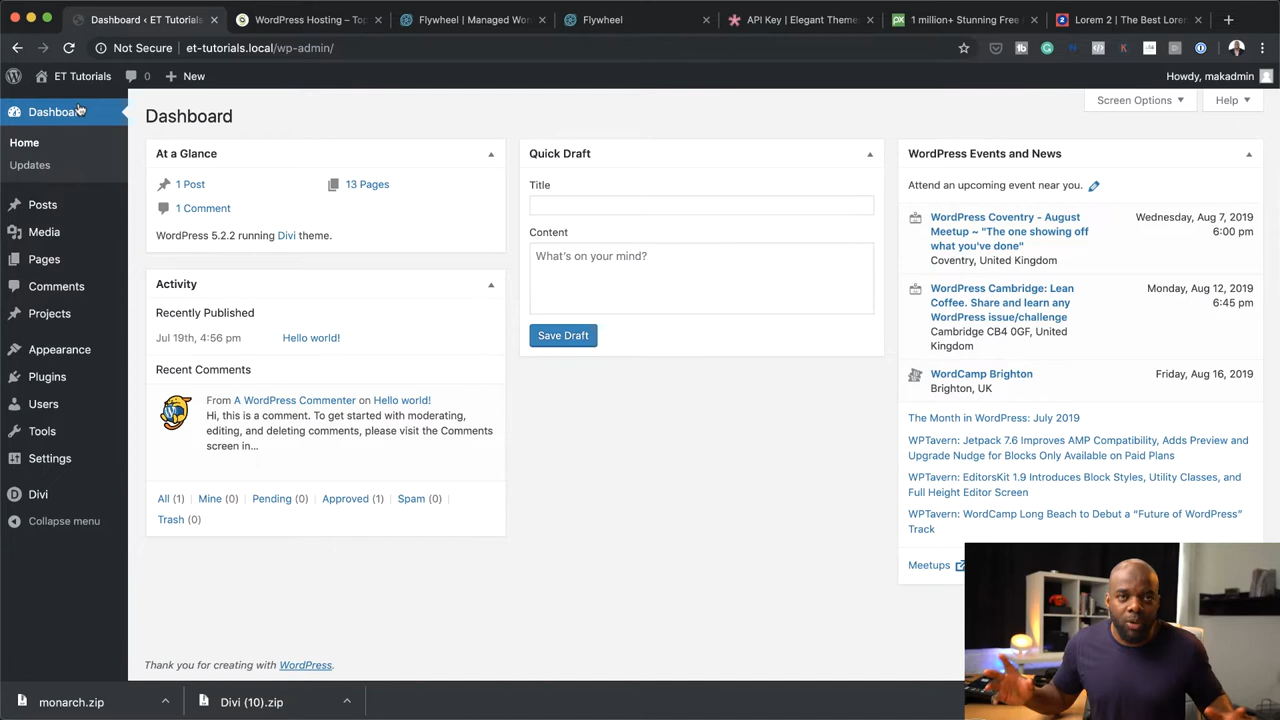 Dashboard ‹ ET Tutorials
WordPress Hosting – Top
Flywheel | Managed Wor
Flywheel
API Key | Elegant Theme
1 million+ Stunning Free
Lorem 2 | The Best Loren
Not Secure | et-tutorials.local/wp-admin/
ET Tutorials
0
New
Howdy, makadmin
Dashboard
Home
Updates
Posts
Media
Pages
Comments
Projects
Appearance
Plugins
Users
Tools
Settings
Divi
Collapse menu
Dashboard
Screen Options
Help
At a Glance
1 Post
13 Pages
1 Comment
WordPress 5.2.2 running Divi theme.
Activity
Recently Published
Jul 19th, 4:56 pm
Hello world!
Recent Comments
From A WordPress Commenter on Hello world!
Hi, this is a comment. To get started with moderating,
editing, and deleting comments, please visit the Comments
screen in...
All (1) | Mine (0) | Pending (0) | Approved (1) | Spam (0) |
Trash (0)
Quick Draft
Title
Content
What's on your mind?
Save Draft
WordPress Events and News
Attend an upcoming event near you.
WordPress Coventry - August
Meetup ~ "The one showing off
what you've done"
Coventry, United Kingdom
Wednesday, Aug 7, 2019
6:00 pm
WordPress Cambridge: Lean
Coffee. Share and learn any
WordPress issue/challenge
Cambridge CB4 0GF, United
Kingdom
Monday, Aug 12, 2019
6:45 pm
WordCamp Brighton
Brighton, UK
Friday, Aug 16, 2019
The Month in WordPress: July 2019
WPTavern: Jetpack 7.6 Improves AMP Compatibility, Adds Preview and
Upgrade Nudge for Blocks Only Available on Paid Plans
WPTavern: EditorsKit 1.9 Introduces Block Styles, Utility Classes, and
Full Height Editor Screen
WPTavern: WordCamp Long Beach to Debut a “Future of WordPress”
Track
Meetups
Thank you for creating with WordPress.
monarch.zip
Divi (10).zip